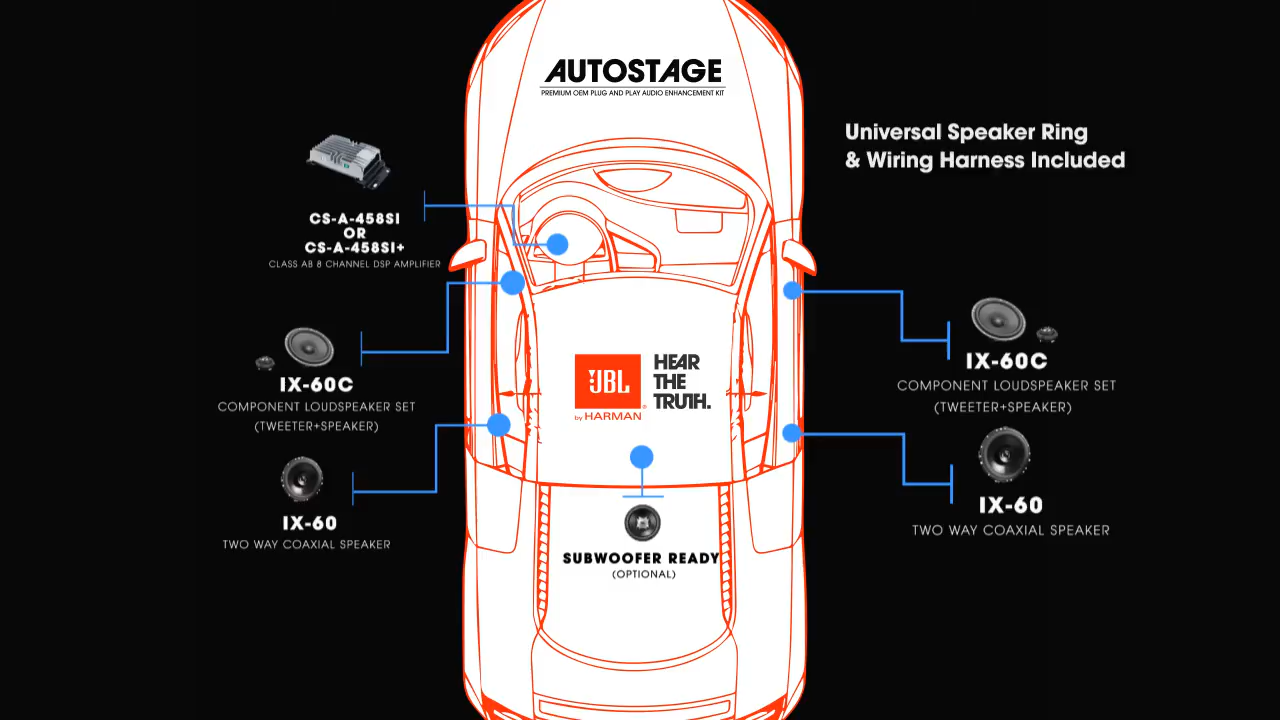 AUTOSTAGE
PREMIUM OEM PLUG AND PLAY AUDIO ENHANCEMENT KIT
Universal Speaker Ring
& Wiring Harness Included
CS-A-458SI
OR
CS-A-458SI+
CLASS AB 8 CHANNEL DSP AMPLIFIER
IX-60C
COMPONENT LOUDSPEAKER SET
(TWEETER+SPEAKER)
IX-60
TWO WAY COAXIAL SPEAKER
JBL
by HARMAN
HEAR
THE
TRUTH.
SUBWOOFER READY
(OPTIONAL)
IX-60C
COMPONENT LOUDSPEAKER SET
(TWEETER+SPEAKER)
IX-60
TWO WAY COAXIAL SPEAKER